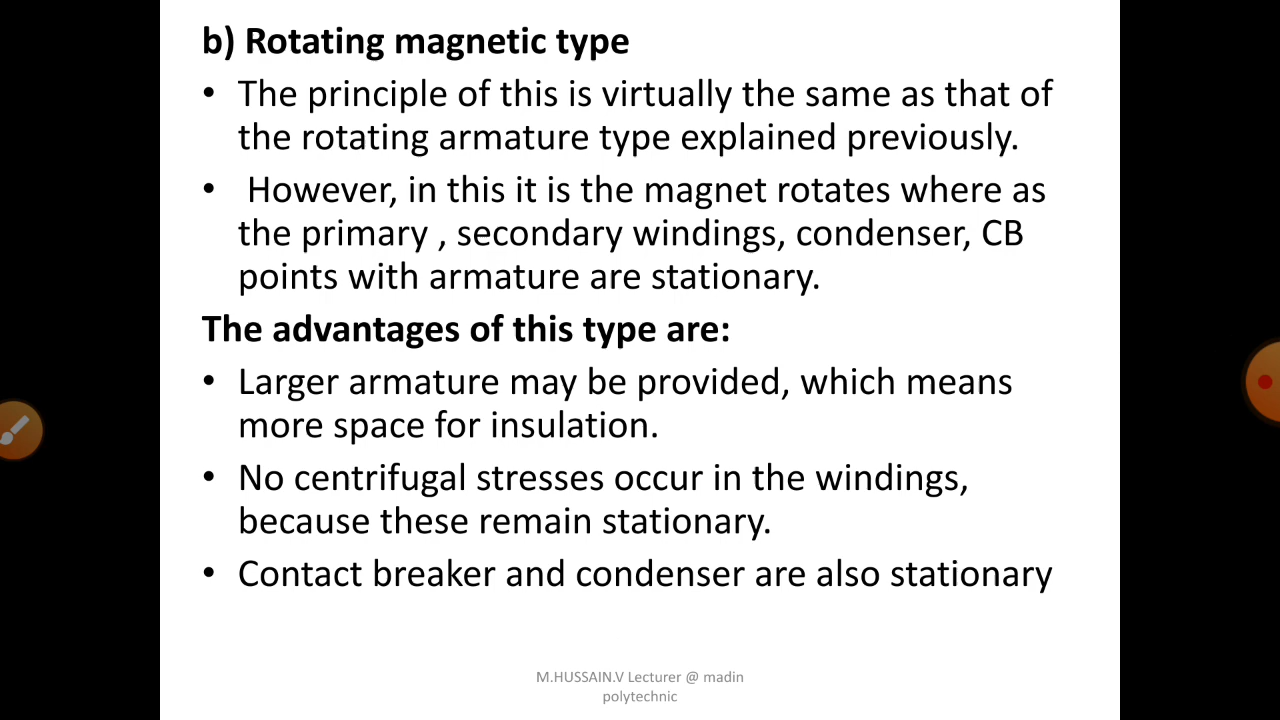 b) Rotating magnetic type
• The principle of this is virtually the same as that of
the rotating armature type explained previously.
• However, in this it is the magnet rotates where as
the primary , secondary windings, condenser, CB
points with armature are stationary.
The advantages of this type are:
• Larger armature may be provided, which means
more space for insulation.
• No centrifugal stresses occur in the windings,
because these remain stationary.
• Contact breaker and condenser are also stationary
M.HUSSAIN.V Lecturer @ madin
polytechnic